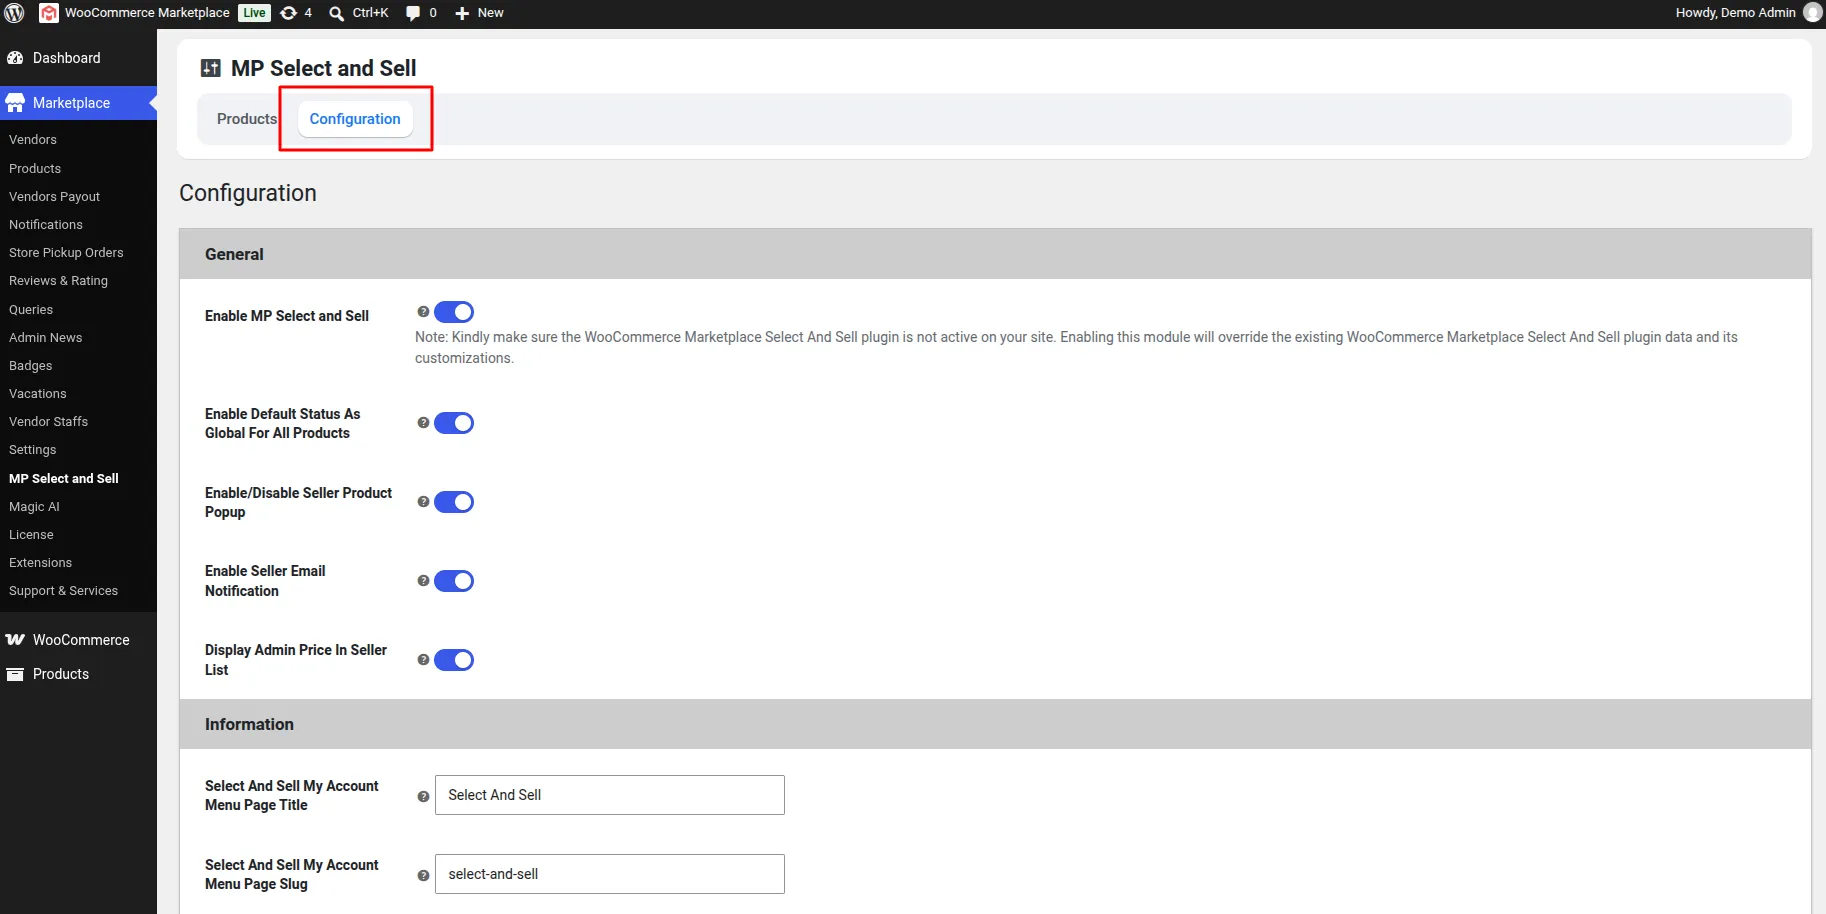 WooCommerce Marketplace Live 4 Ctrl+K 0 New Howdy, Demo Admin
Dashboard
Marketplace
Vendors
Products
Vendors Payout
Notifications
Store Pickup Orders
Reviews & Rating
Queries
Admin News
Badges
Vacations
Vendor Staffs
Settings
MP Select and Sell
Magic AI
License
Extensions
Support & Services
WooCommerce
Products
MP Select and Sell
Products Configuration
Configuration
General
Enable MP Select and Sell
Note: Kindly make sure the WooCommerce Marketplace Select And Sell plugin is not active on your site. Enabling this module will override the existing WooCommerce Marketplace Select And Sell plugin data and its
customizations.
Enable Default Status As
Global For All Products
Enable/Disable Seller Product
Popup
Enable Seller Email
Notification
Display Admin Price In Seller
List
Information
Select And Sell My Account
Menu Page Title
Select And Sell
Select And Sell My Account
Menu Page Slug
select-and-sell